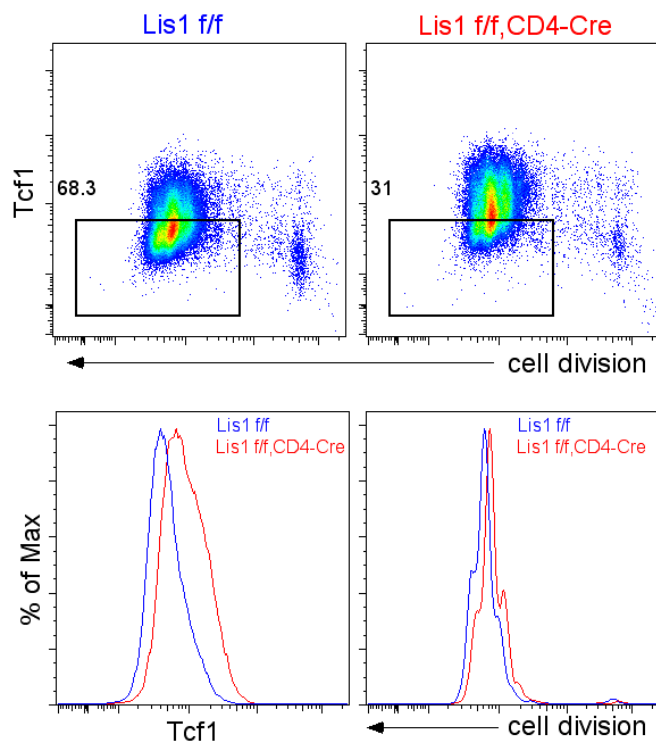 Lis1 f/f
Lis1 f/f,CD4-Cre
Tcf1
68.3
31
cell division
Lis1 f/f
Lis1 f/f,CD4-Cre
Lis1 f/f
Lis1 f/f,CD4-Cre
% of Max
Tcf1
cell division